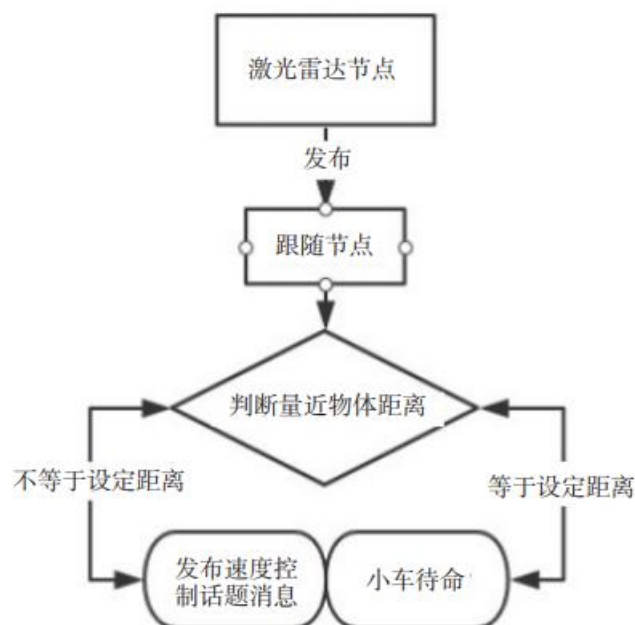 激光雷达节点
发布
跟随节点
判断量近物体距离
不等于设定距离
等于设定距离
发布速度控
制话题消息
小车待命